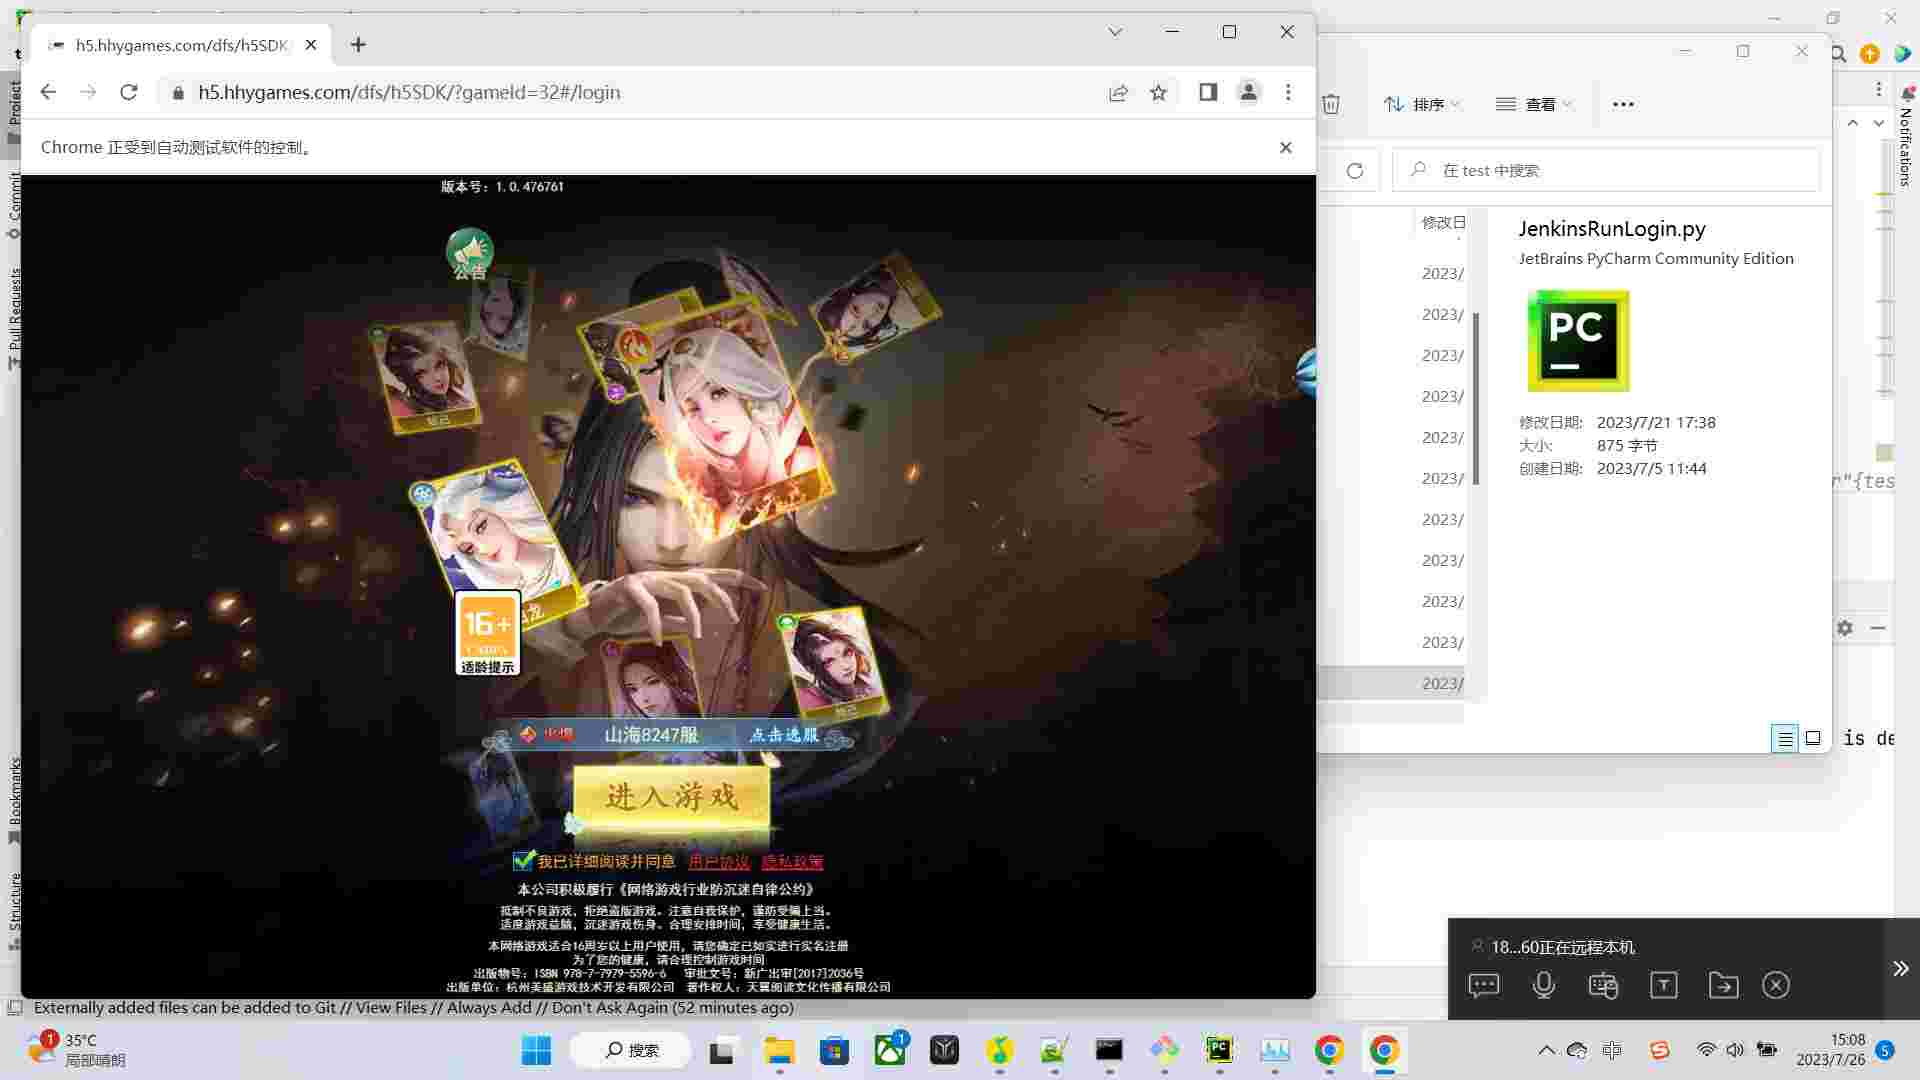 h5.hhygames.com/dfs/h5SDK
h5.hhygames.com/dfs/h5SDK/?gameId=32#/login
Chrome 正受到自动测试软件的控制。
版本号: 1.0.476761
公告
16+
适龄提示
火爆
山海8247服
点击选服
进入游戏
我已详细阅读并同意 用户协议 隐私政策
本公司积极履行《网络游戏行业防沉迷自律公约》
抵制不良游戏, 拒绝盗版游戏。注意自我保护, 谨防受骗上当。
适度游戏益脑, 沉迷游戏伤身。合理安排时间, 享受健康生活。
本网络游戏适合16周岁以上用户使用, 请您确定已如实进行实名注册
为了您的健康, 请合理控制游戏时间
出版物号: ISBN 978-7-7979-5596-6 审批文号: 新广出审[2017]2036号
出版单位: 杭州美盛游戏技术开发有限公司 著作权人: 天翼阅读文化传播有限公司
Project
Commit
Pull Requests
Bookmarks
Structure
Notifications
排序
查看
在 test 中搜索
修改日
2023/
2023/
2023/
2023/
2023/
2023/
2023/
2023/
2023/
2023/
2023/
JenkinsRunLogin.py
JetBrains PyCharm Community Edition
PC
修改日期: 2023/7/21 17:38
大小: 875 字节
创建日期: 2023/7/5 11:44
r"{tes
is de
18...60正在远程本机
Externally added files can be added to Git // View Files // Always Add // Don't Ask Again (52 minutes ago)
1
35°C
局部晴朗
搜索
1
PC
中
15:08
2023/7/26
5